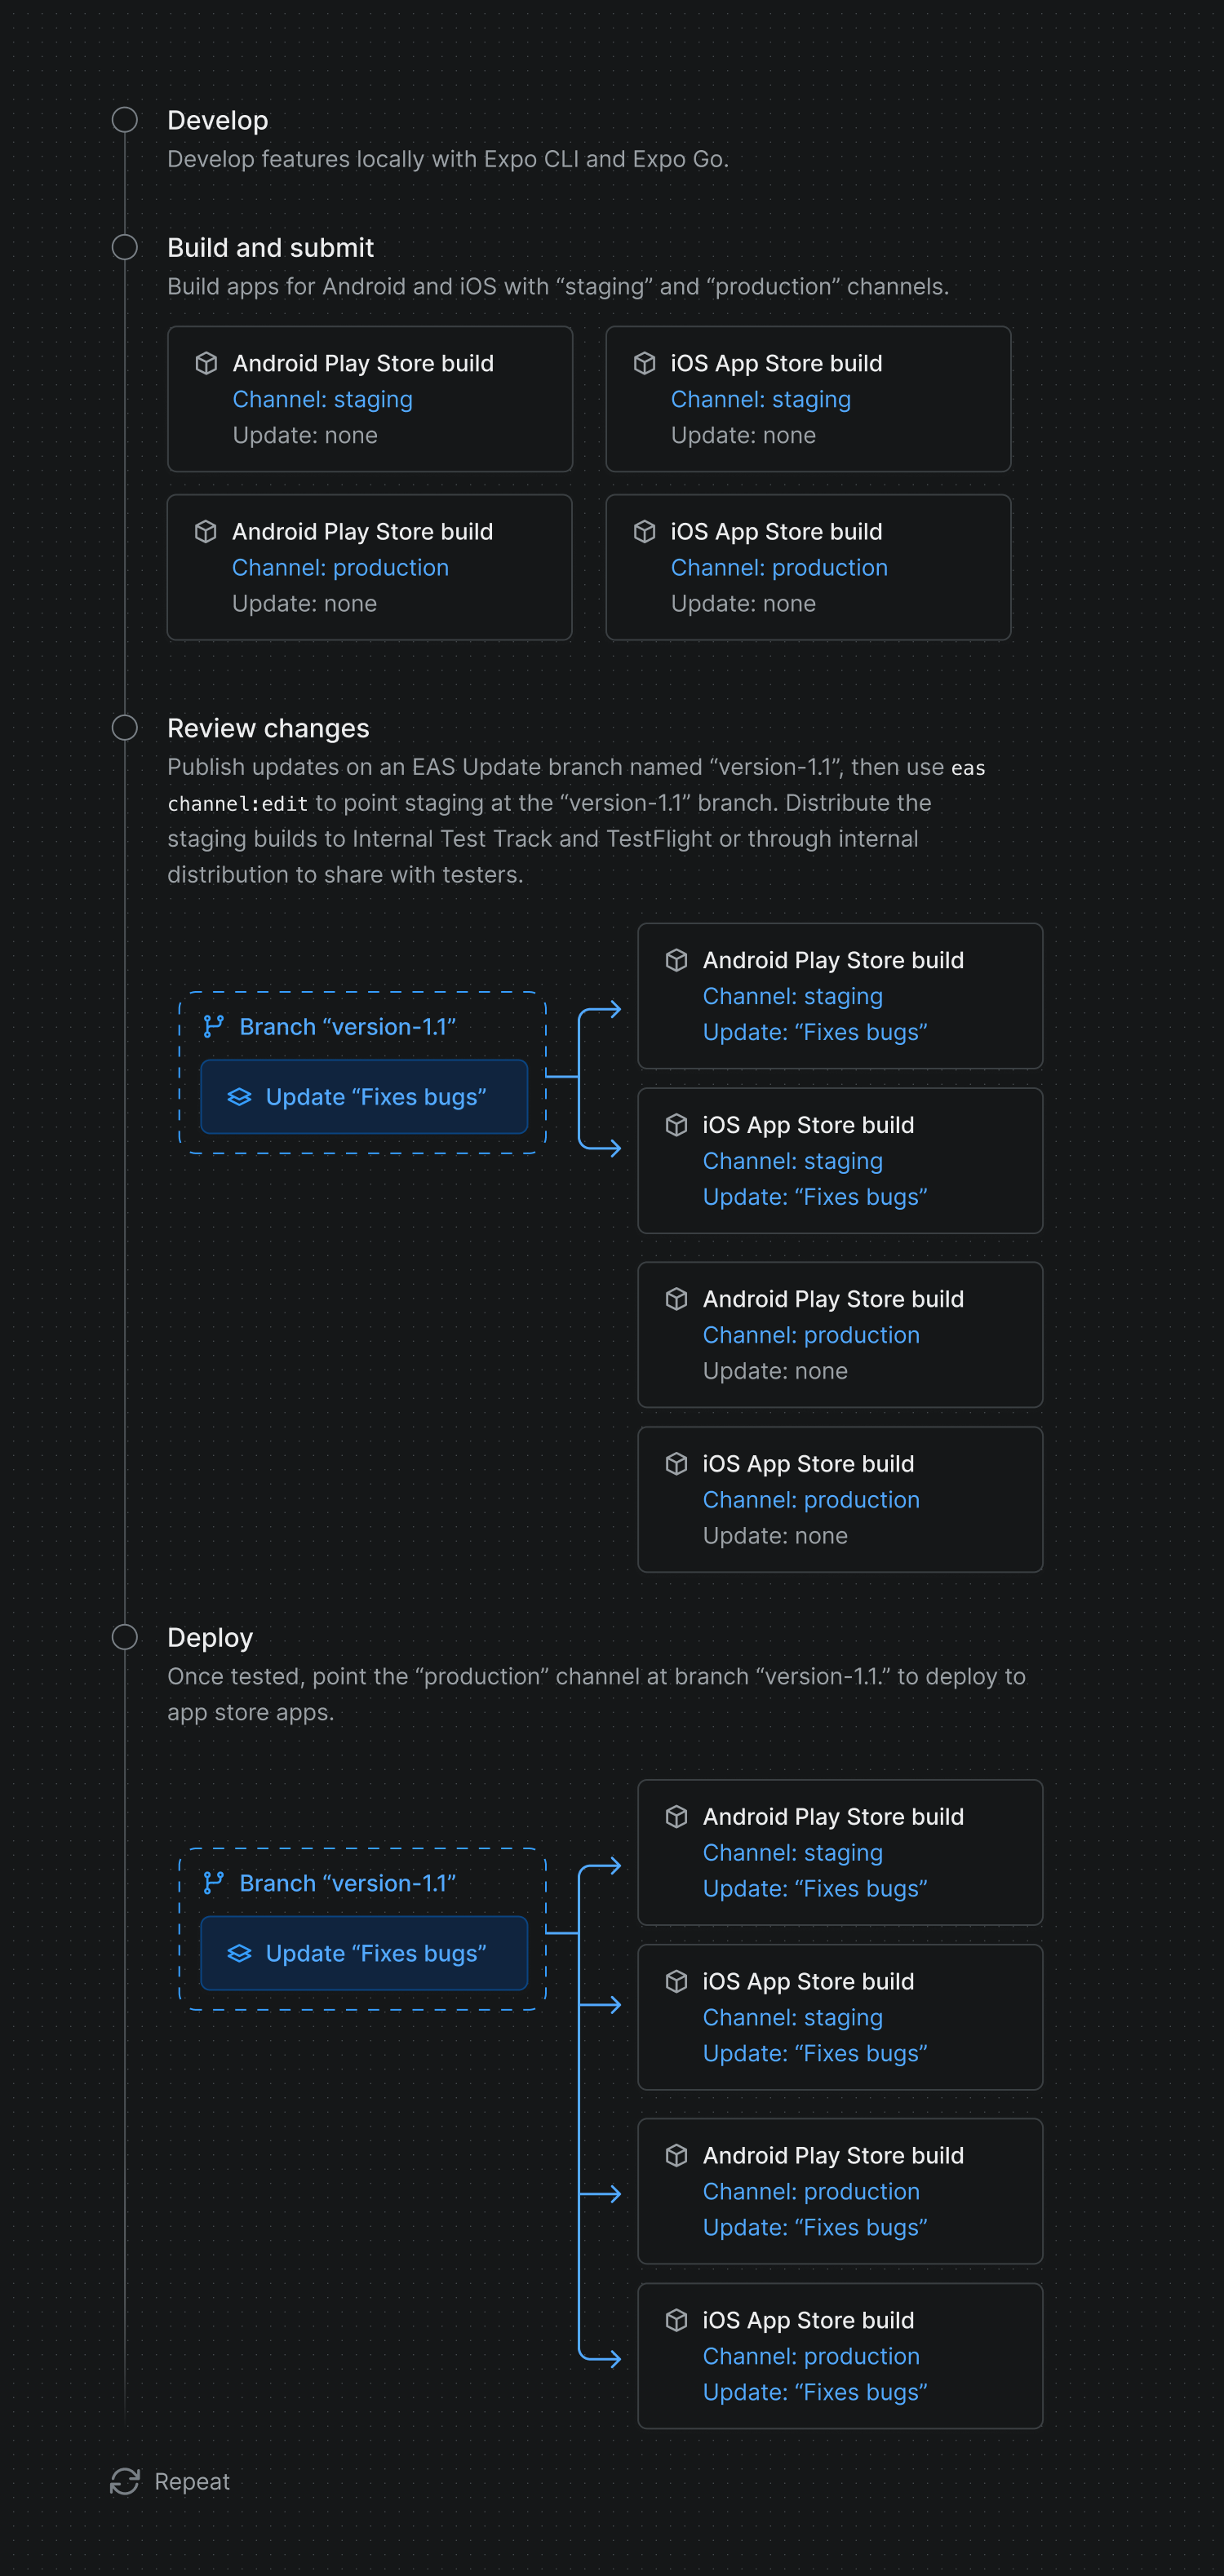 Develop
Develop features locally with Expo CLI and Expo Go.
Build and submit
Build apps for Android and iOS with “staging” and “production” channels.
Android Play Store build
Channel: staging
Update: none
iOS App Store build
Channel: staging
Update: none
Android Play Store build
Channel: production
Update: none
iOS App Store build
Channel: production
Update: none
Review changes
Publish updates on an EAS Update branch named “version-1.1”, then use eas
channel:edit to point staging at the “version-1.1” branch. Distribute the
staging builds to Internal Test Track and TestFlight or through internal
distribution to share with testers.
Branch “version-1.1”
Update “Fixes bugs”
Android Play Store build
Channel: staging
Update: “Fixes bugs”
iOS App Store build
Channel: staging
Update: “Fixes bugs”
Android Play Store build
Channel: production
Update: none
iOS App Store build
Channel: production
Update: none
Deploy
Once tested, point the “production” channel at branch “version-1.1.” to deploy to
app store apps.
Branch “version-1.1”
Update “Fixes bugs”
Android Play Store build
Channel: staging
Update: “Fixes bugs”
iOS App Store build
Channel: staging
Update: “Fixes bugs”
Android Play Store build
Channel: production
Update: “Fixes bugs”
iOS App Store build
Channel: production
Update: “Fixes bugs”
Repeat